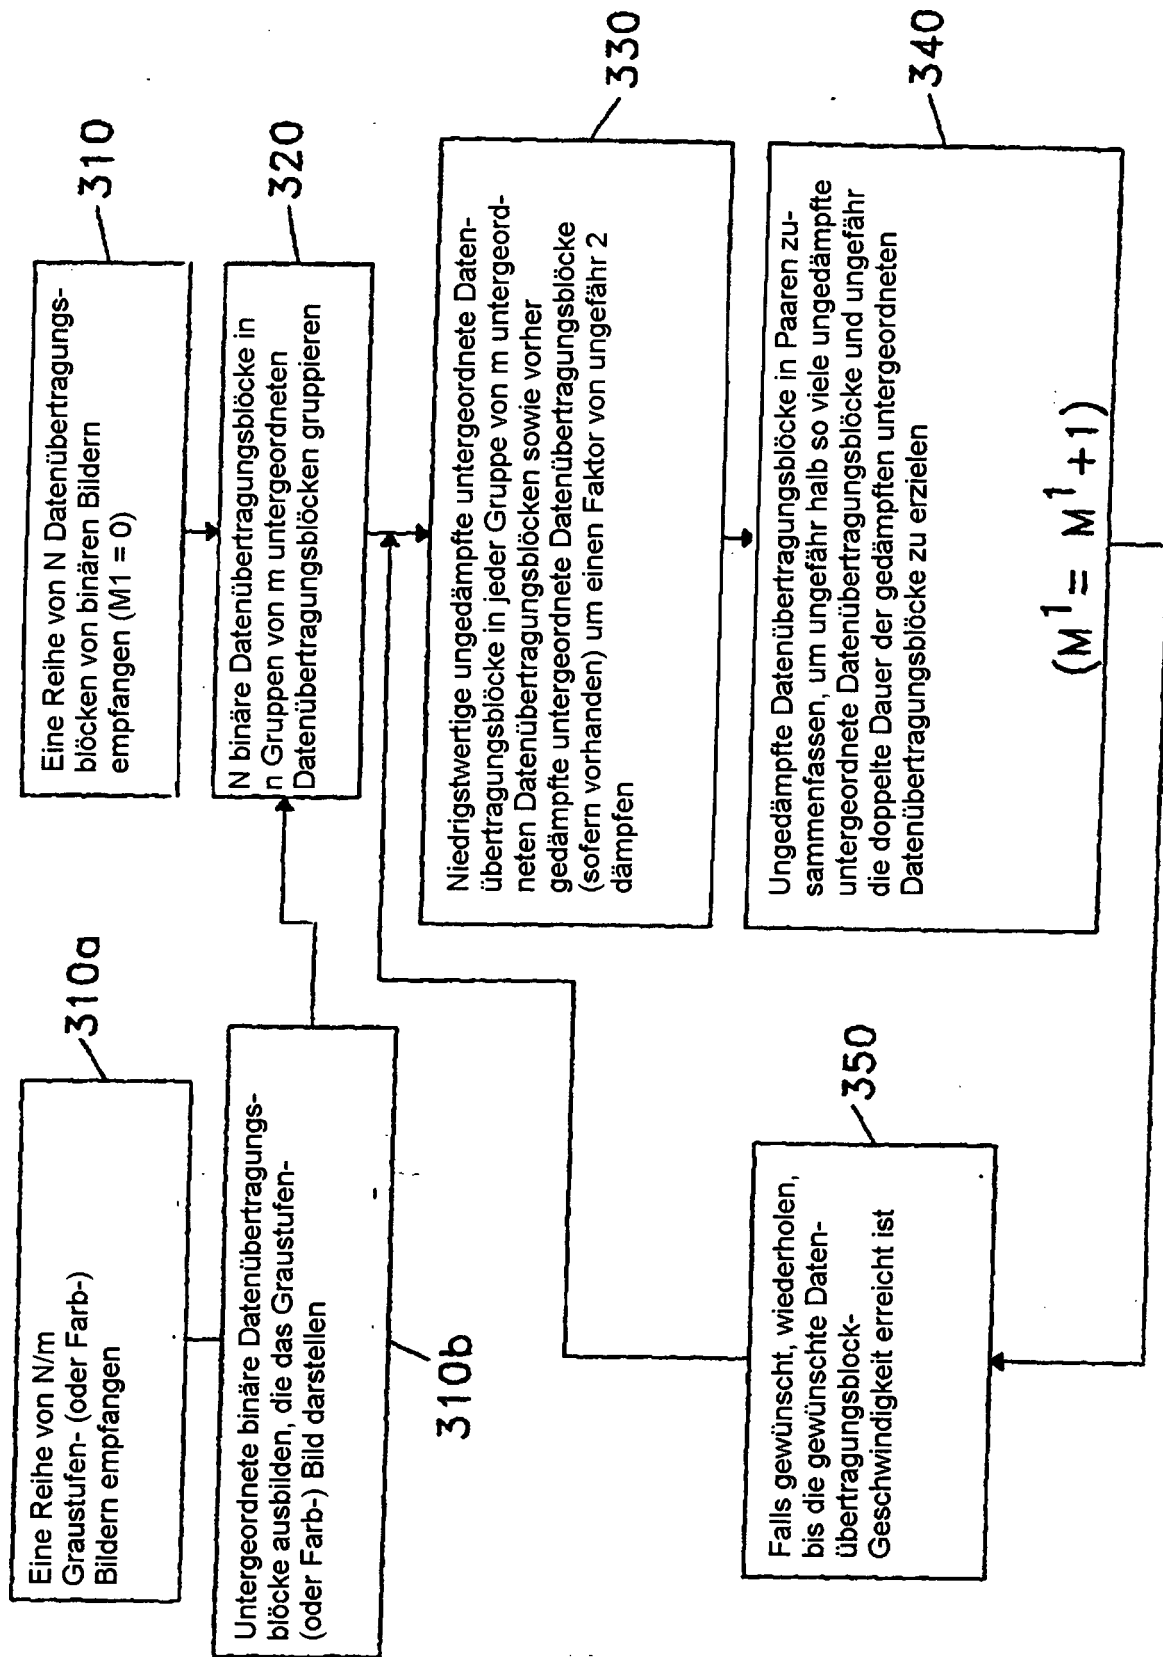 Eine Reihe von N Datenübertragungs-
blöcken von binären Bildern
empfangen (M1 = 0)
310
N binäre Datenübertragungsblöcke in
n Gruppen von m untergeordneten
Datenübertragungsblöcken gruppieren
320
Niedrigstwertige ungedämpfte untergeordnete Daten-
übertragungsblöcke in jeder Gruppe von m untergeord-
neten Datenübertragungsblöcken sowie vorher
gedämpfte untergeordnete Datenübertragungsblöcke
(sofern vorhanden) um einen Faktor von ungefähr 2
dämpfen
330
Ungedämpfte Datenübertragungsblöcke in Paaren zu-
sammenfassen, um ungefähr halb so viele ungedämpfte
untergeordnete Datenübertragungsblöcke und ungefähr
die doppelte Dauer der gedämpften untergeordneten
Datenübertragungsblöcke zu erzielen
(M¹ = M¹ + 1)
340
Eine Reihe von N/m
Graustufen- (oder Farb-)
Bildern empfangen
310a
Untergeordnete binäre Datenübertragungs-
blöcke ausbilden, die das Graustufen-
(oder Farb-) Bild darstellen
310b
Falls gewünscht, wiederholen,
bis die gewünschte Daten-
übertragungsblock-
Geschwindigkeit erreicht ist
350